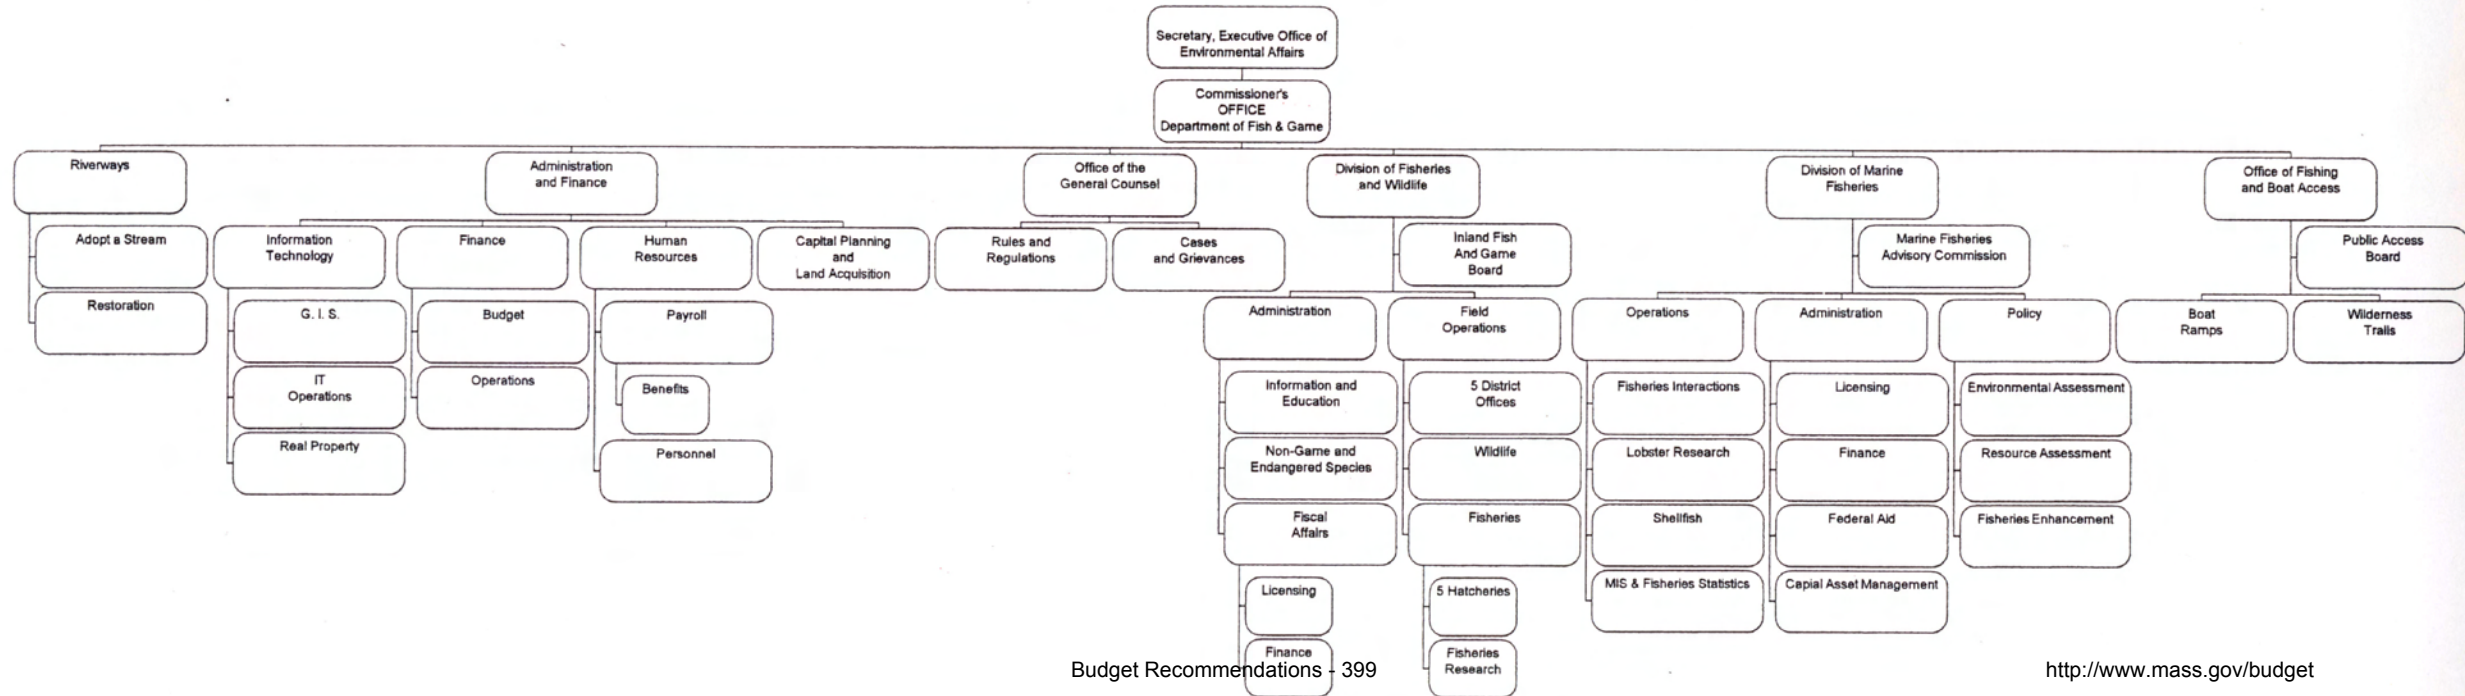 Secretary, Executive Office of
Environmental Affairs
Commissioner's
OFFICE
Department of Fish & Game
Riverways
Administration
and Finance
Office of the
General Counsel
Division of Fisheries
and Wildlife
Division of Marine
Fisheries
Office of Fishing
and Boat Access
Adopt a Stream
Restoration
Information
Technology
G. I. S.
IT
Operations
Real Property
Finance
Budget
Operations
Human
Resources
Payroll
Benefits
Personnel
Capital Planning
and
Land Acquisition
Rules and
Regulations
Cases
and Grievances
Inland Fish
And Game
Board
Administration
Information and
Education
Non-Game and
Endangered Species
Fiscal
Affairs
Licensing
Finance
Field
Operations
5 District
Offices
Wildlife
Fisheries
5 Hatcheries
Fisheries
Research
Marine Fisheries
Advisory Commission
Operations
Fisheries Interactions
Lobster Research
Shellfish
MIS & Fisheries Statistics
Administration
Licensing
Finance
Federal Aid
Capial Asset Management
Policy
Environmental Assessment
Resource Assessment
Fisheries Enhancement
Public Access
Board
Boat
Ramps
Wilderness
Trails
Budget Recommendations - 399
http://www.mass.gov/budget